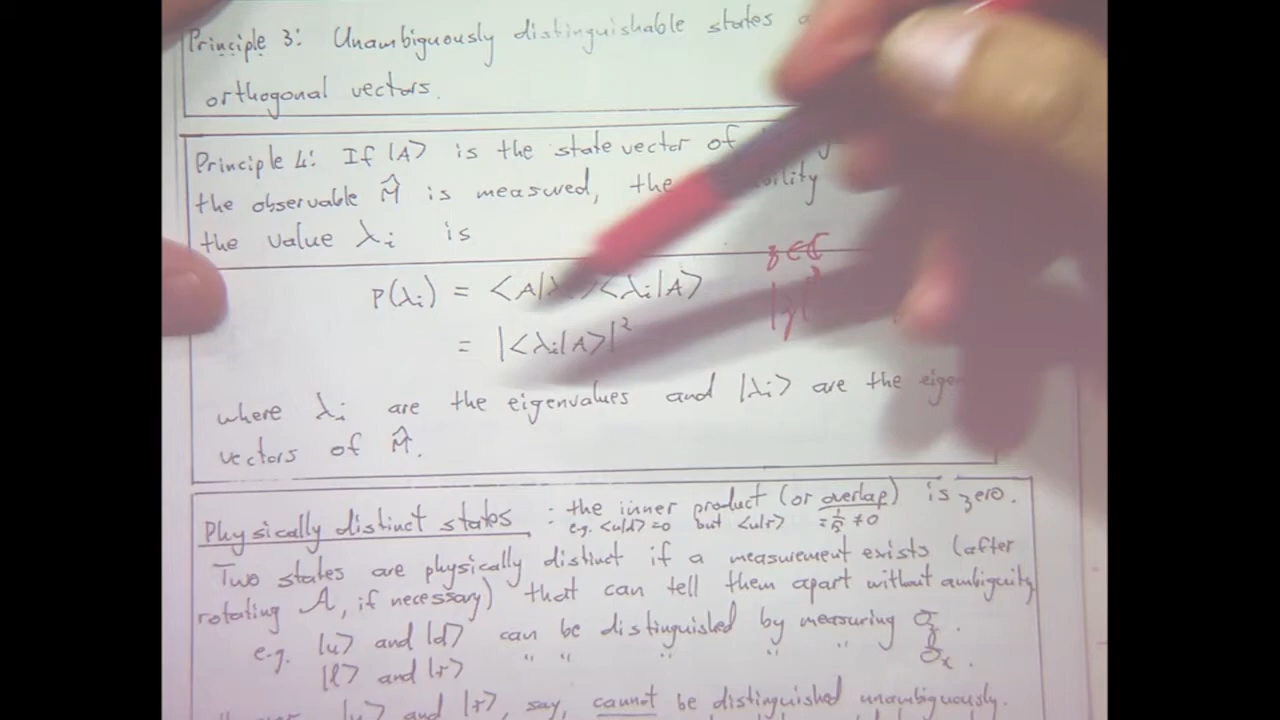 Principle 3: Unambiguously distinguishable states
orthogonal vectors.
Principle 4: If |A> is the state vector of
the observable M̂ is measured, the
the value λᵢ is
z ∈ ℂ
P(λᵢ) = <A|λ ><λᵢ|A>
|z|²
= |<λᵢ|A>|²
where λᵢ are the eigenvalues and |λᵢ> are the
vectors of M̂.
Physically distinct states : the inner product (or overlap) is zero.
e.g. <u|d> = 0 but <u|r> = 1/√2 ≠ 0
Two states are physically distinct if a measurement exists (after
rotating 𝒜, if necessary) that can tell them apart without ambiguity
e.g. |u> and |d> can be distinguished by measuring σz.
|l> and |r> " " " " " σx.
|u> and |r>, say, cannot be distinguished unambiguously.